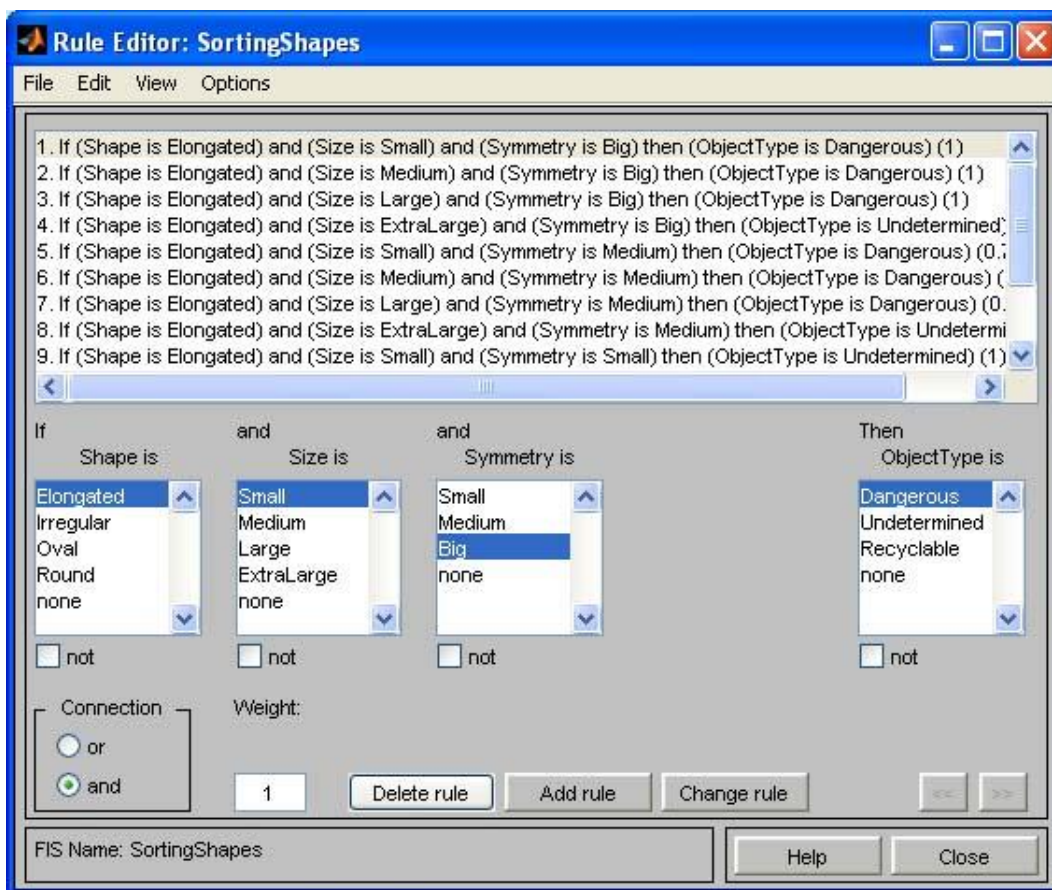 Rule Editor: SortingShapes
File Edit View Options
1. If (Shape is Elongated) and (Size is Small) and (Symmetry is Big) then (ObjectType is Dangerous) (1)
2. If (Shape is Elongated) and (Size is Medium) and (Symmetry is Big) then (ObjectType is Dangerous) (1)
3. If (Shape is Elongated) and (Size is Large) and (Symmetry is Big) then (ObjectType is Dangerous) (1)
4. If (Shape is Elongated) and (Size is ExtraLarge) and (Symmetry is Big) then (ObjectType is Undetermined)
5. If (Shape is Elongated) and (Size is Small) and (Symmetry is Medium) then (ObjectType is Dangerous) (0.
6. If (Shape is Elongated) and (Size is Medium) and (Symmetry is Medium) then (ObjectType is Dangerous) (
7. If (Shape is Elongated) and (Size is Large) and (Symmetry is Medium) then (ObjectType is Dangerous) (0.
8. If (Shape is Elongated) and (Size is ExtraLarge) and (Symmetry is Medium) then (ObjectType is Undetermi
9. If (Shape is Elongated) and (Size is Small) and (Symmetry is Small) then (ObjectType is Undetermined) (1)
If and and Then
Shape is Size is Symmetry is ObjectType is
Elongated Small Small Dangerous
Irregular Medium Medium Undetermined
Oval Large Big Recyclable
Round ExtraLarge none none
none none
not not not not
Connection Weight:
or
and 1 Delete rule Add rule Change rule << >>
FIS Name: SortingShapes Help Close